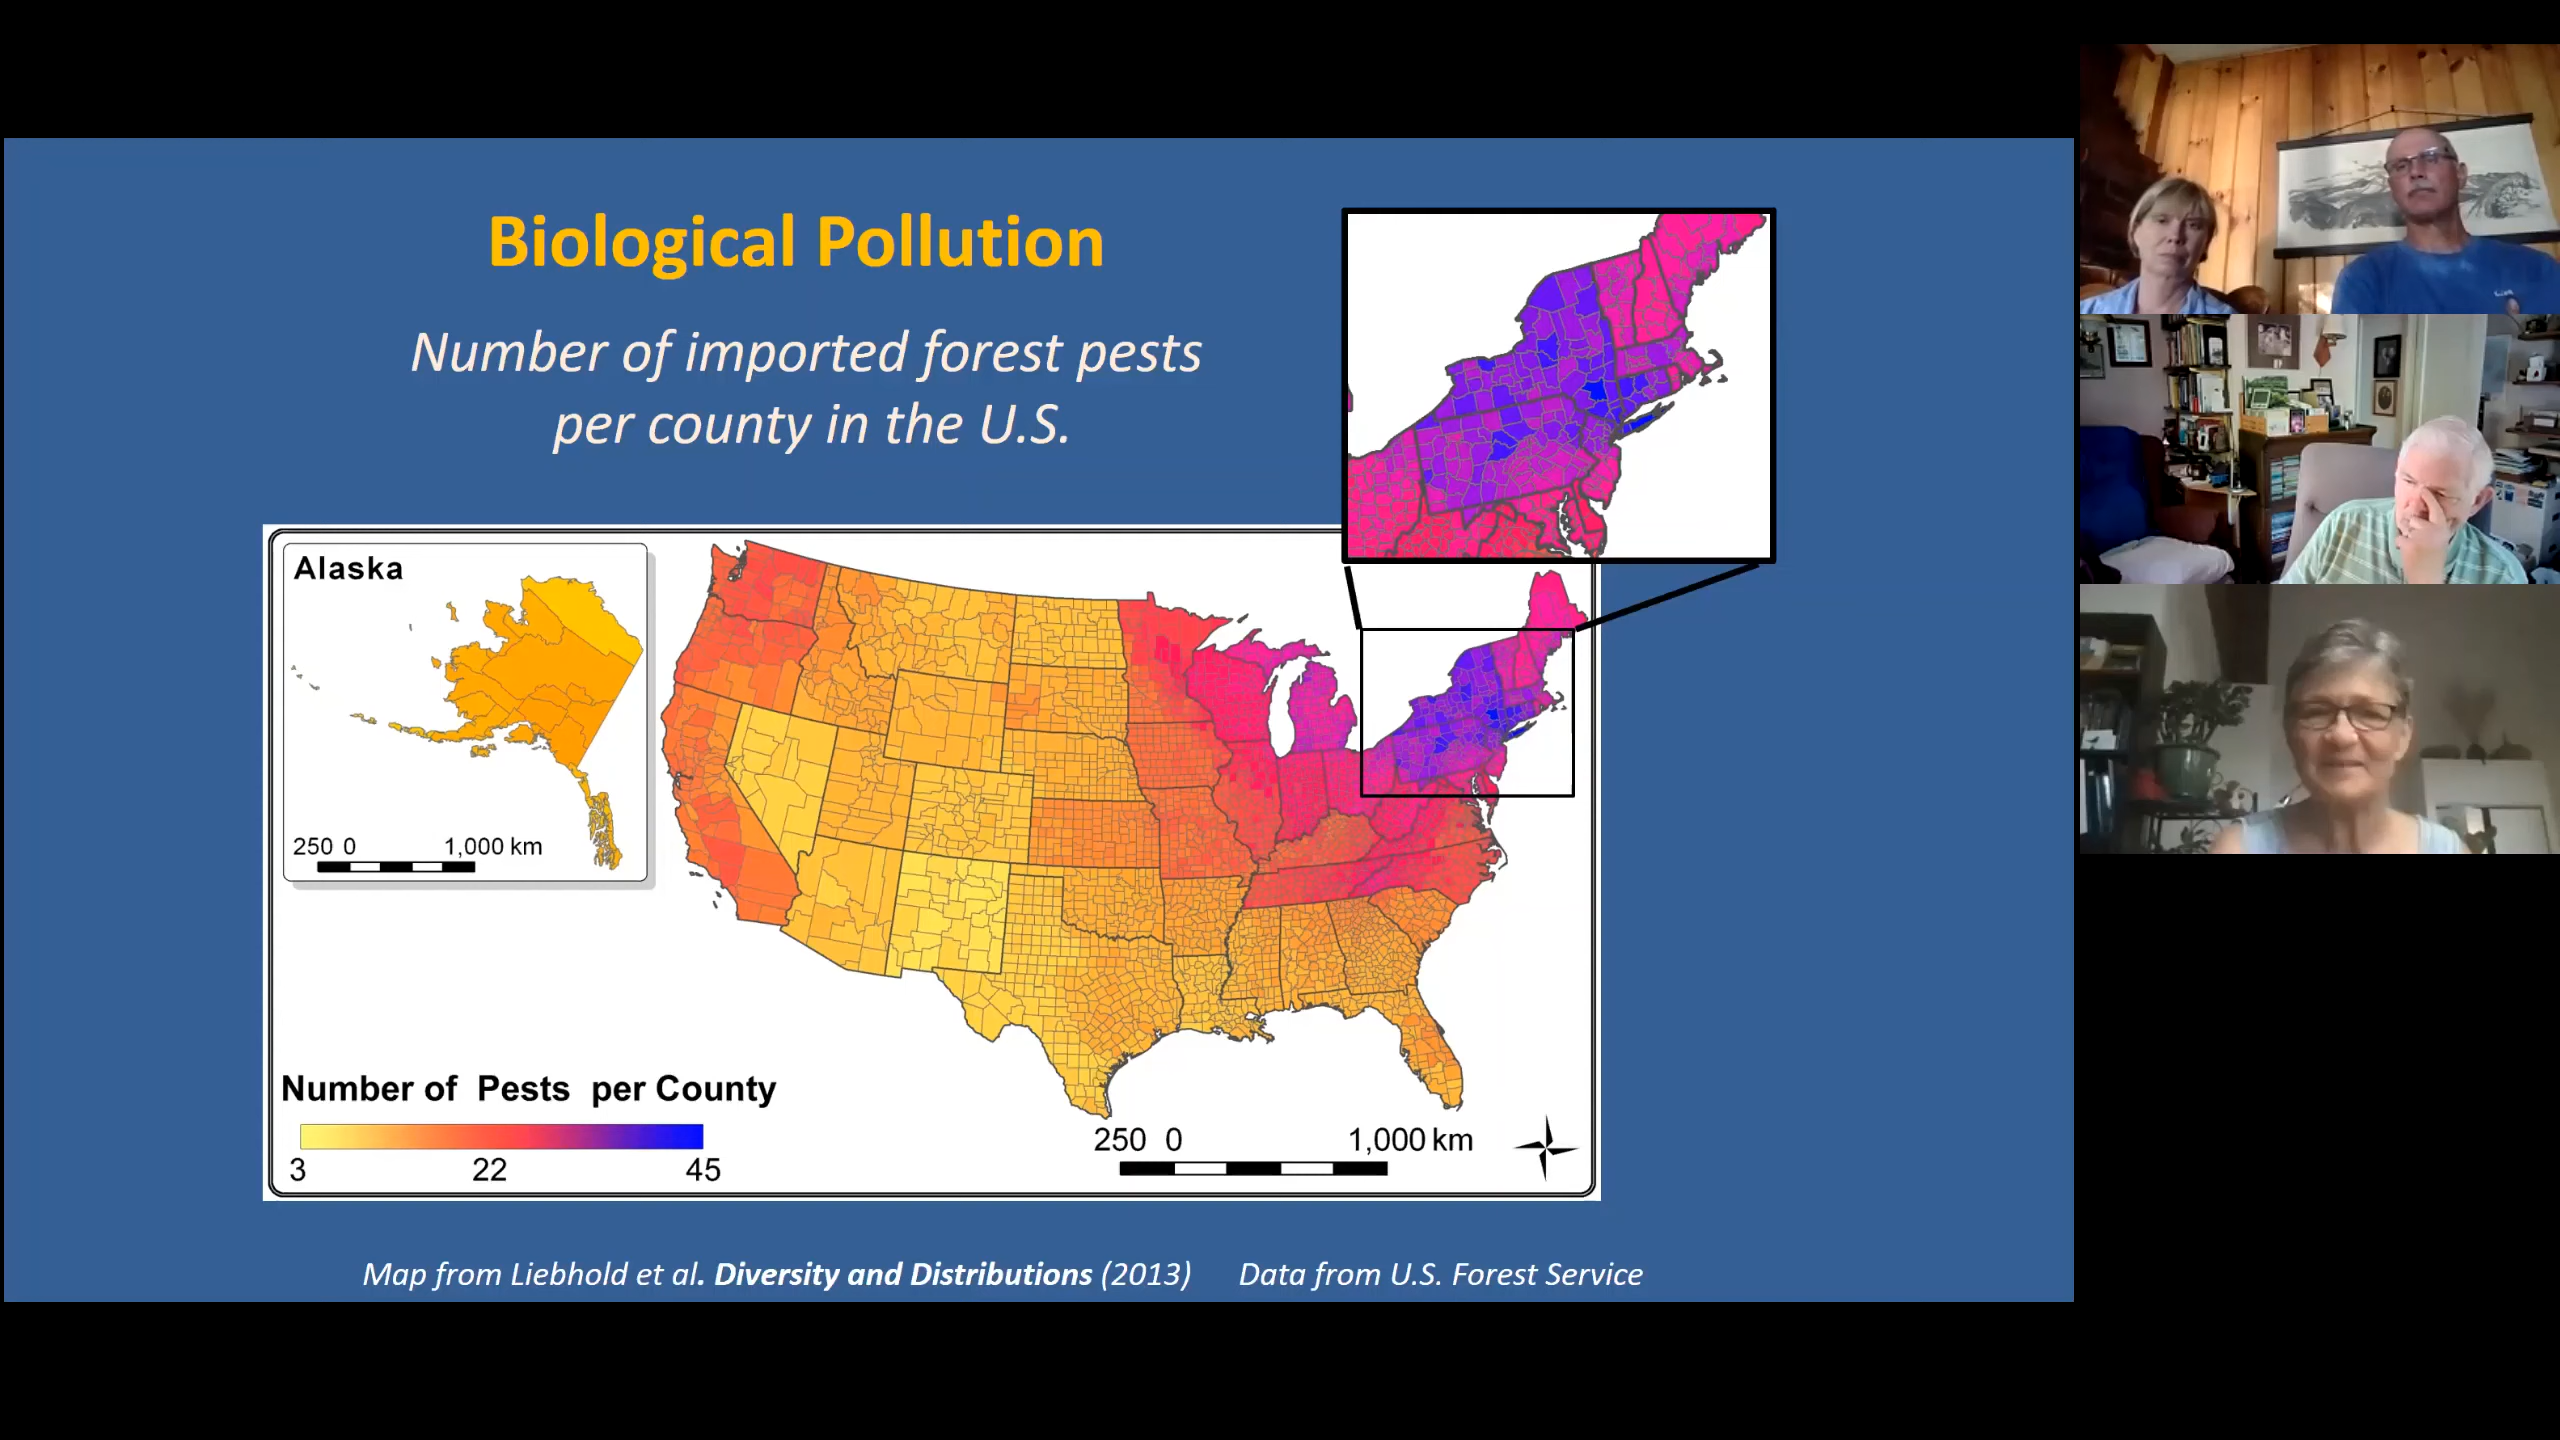 Biological Pollution
Number of imported forest pests
per county in the U.S.
Alaska
250 0 1,000 km
Number of Pests per County
3 22 45
250 0 1,000 km
Map from Liebhold et al. Diversity and Distributions (2013) Data from U.S. Forest Service